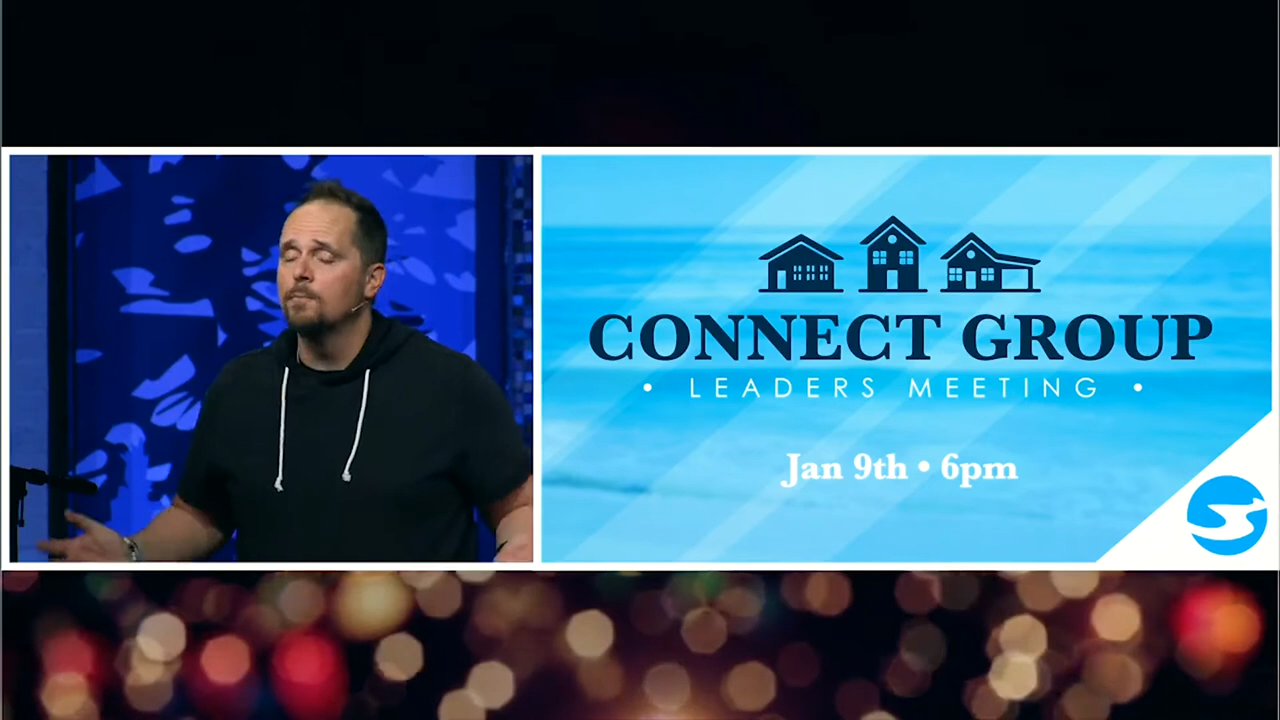 CONNECT GROUP
• LEADERS MEETING •
Jan 9th • 6pm